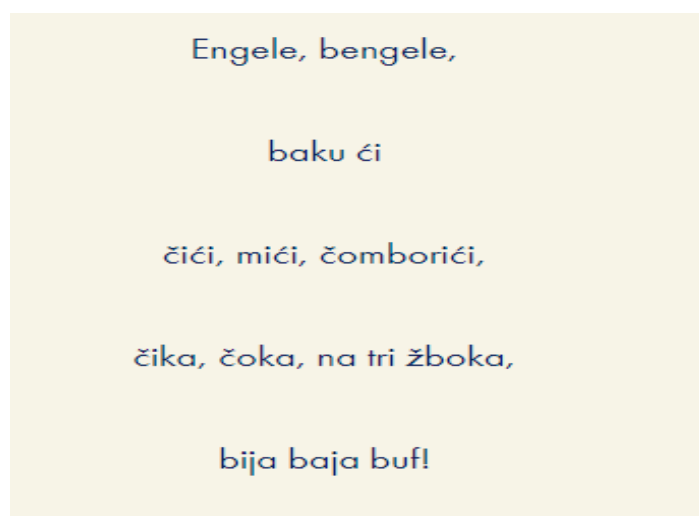 Engele, bengele,
baku ći
čići, mići, čomborići,
čika, čoka, na tri žboka,
bija baja buf!